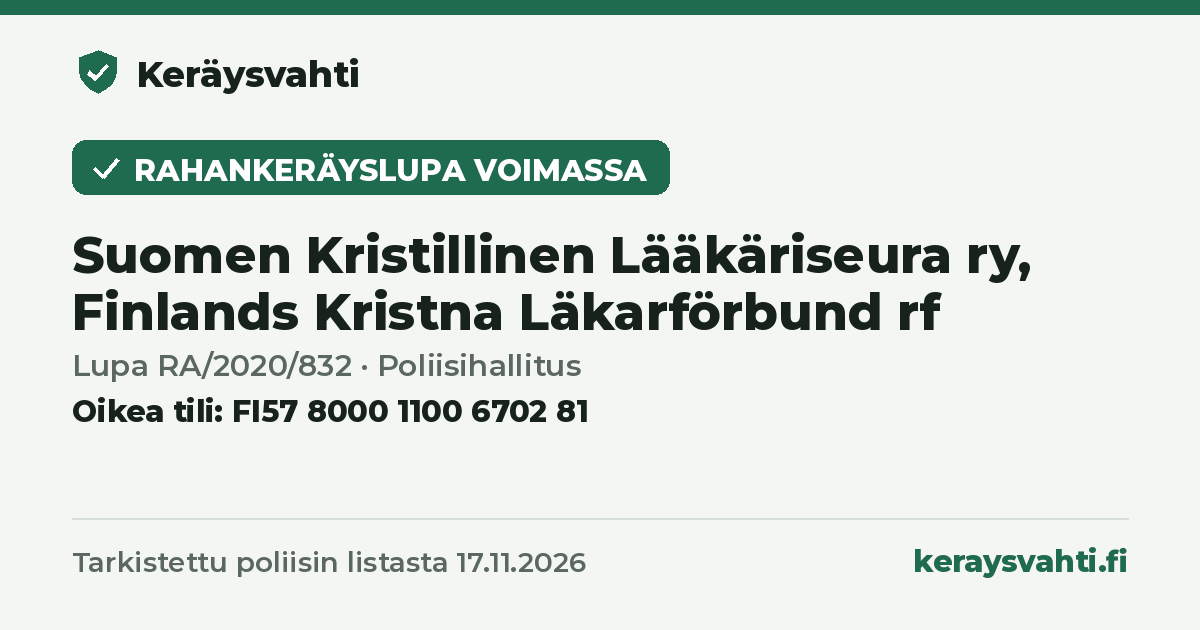 Keräysvahti
RAHANKERÄYSLUPA VOIMASSA
Suomen Kristillinen Lääkäriseura ry,
Finlands Kristna Läkarförbund rf
Lupa RA/2020/832 · Poliisihallitus
Oikea tili: FI57 8000 1100 6702 81
Tarkistettu poliisin listasta 17.11.2026
keraysvahti.fi